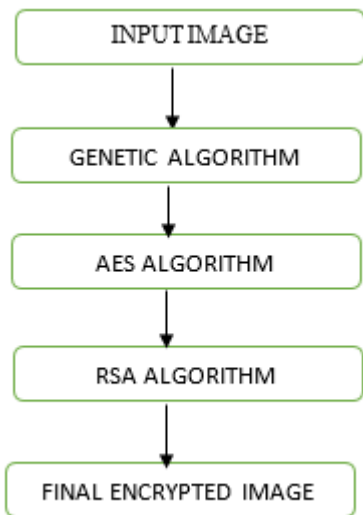 INPUT IMAGE
GENETIC ALGORITHM
AES ALGORITHM
RSA ALGORITHM
FINAL ENCRYPTED IMAGE